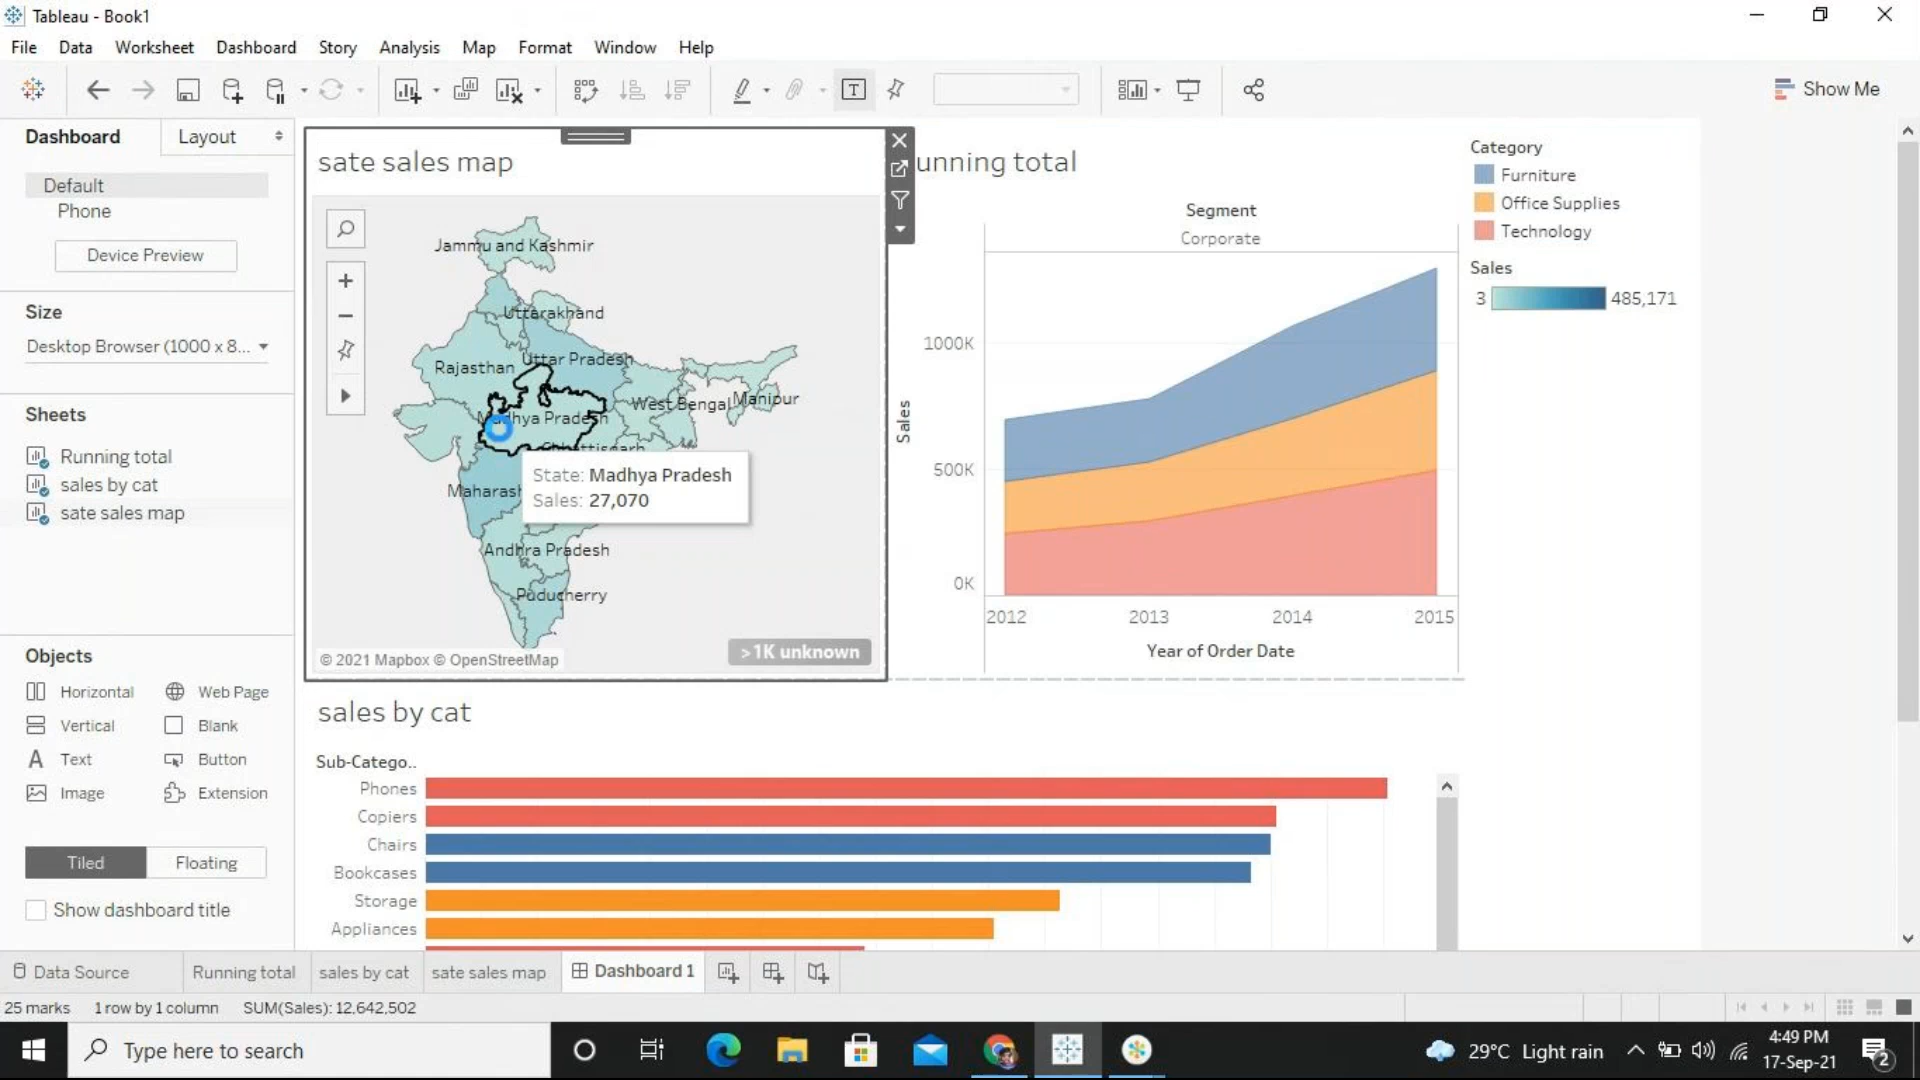 Tableau - Book1
File Data Worksheet Dashboard Story Analysis Map Format Window Help
Show Me
Dashboard Layout
Default
Phone
Device Preview
Size
Desktop Browser (1000 x 8...
Sheets
Running total
sales by cat
sate sales map
Objects
Horizontal Web Page
Vertical Blank
Text Button
Image Extension
Tiled Floating
Show dashboard title
sate sales map
Jammu and Kashmir
Uttarakhand
Uttar Pradesh
Rajasthan
West Bengal Manipur
Madhya Pradesh
Chhattisgarh
Maharash
State: Madhya Pradesh
Sales: 27,070
Andhra Pradesh
Puducherry
© 2021 Mapbox © OpenStreetMap
>1K unknown
unning total
Segment
Corporate
Sales
1000K
500K
0K
2012 2013 2014 2015
Year of Order Date
Category
Furniture
Office Supplies
Technology
Sales
3 485,171
sales by cat
Sub-Catego..
Phones
Copiers
Chairs
Bookcases
Storage
Appliances
Data Source Running total sales by cat sate sales map Dashboard 1
25 marks 1 row by 1 column SUM(Sales): 12,642,502
Type here to search
29°C Light rain
4:49 PM
17-Sep-21
2